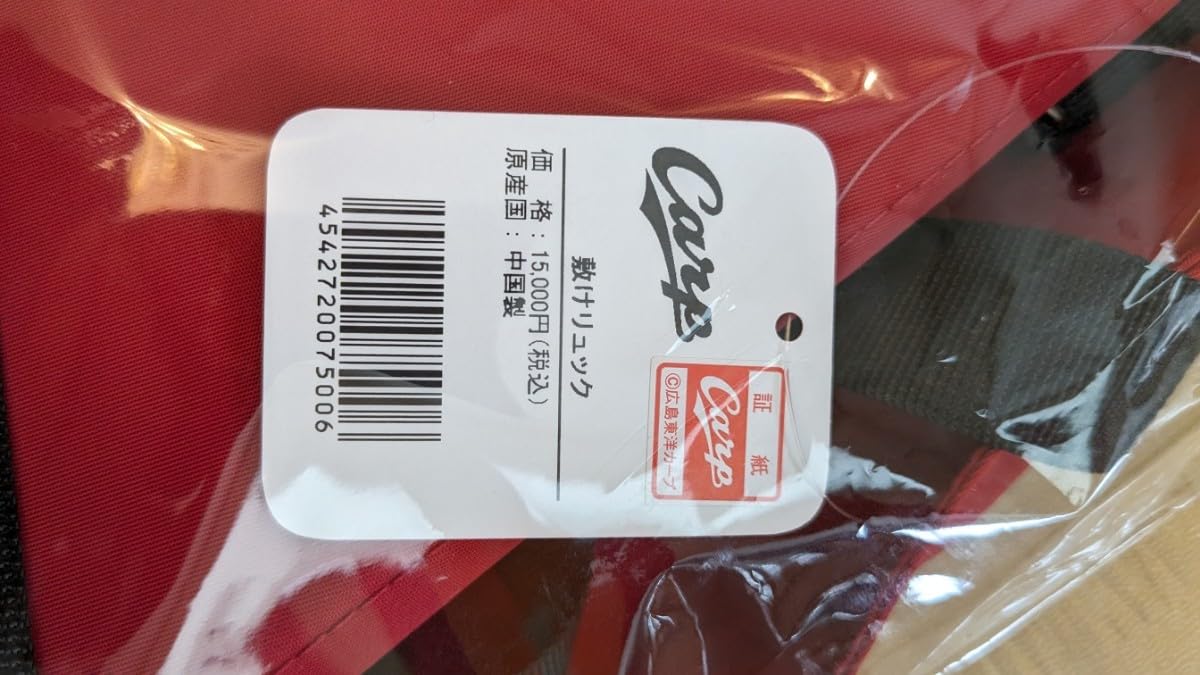 Carp
証紙
Carp
©広島東洋カープ
敷けリュック
価 格：15,000円（税込）
原産国：中国製
4542720075006